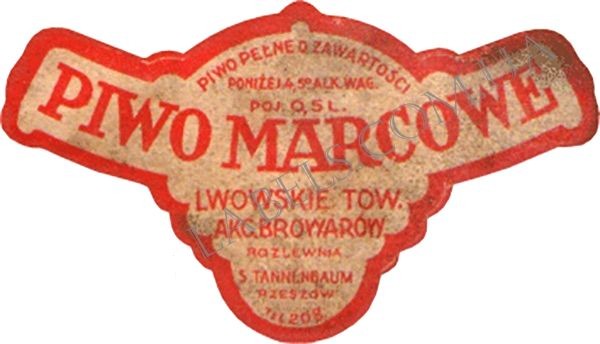 PIWO PEŁNE O ZAWARTOŚCI
PONIŻEJ 4,5° ALK. WAG.
POJ. 0,5 L.
PIWO MARCOWE
LWOWSKIE TOW.
AKC. BROWARÓW
ROZLEWNIA
S. TANNENBAUM
RZESZÓW
TEL 208.